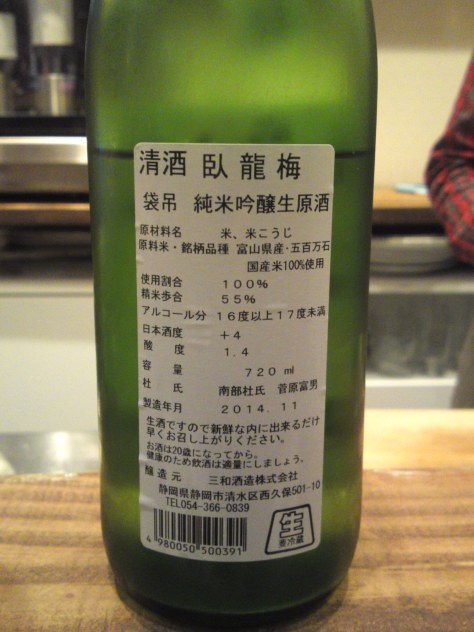 清酒 臥龍梅
袋吊 純米吟醸生原酒
原材料名 米、米こうじ
原料米・銘柄品種 富山県産・五百万石
国産米100%使用
使用割合 100%
精米歩合 55%
アルコール分 16度以上17度未満
日本酒度 +4
酸度 1.4
容量 720ml
杜氏 南部杜氏 菅原富男
製造年月 2014.11
生酒ですので新鮮な内に出来るだけ
早くお召し上がりください。
お酒は20歳になってから。
健康のため飲酒は適量にしましょう。
醸造元 三和酒造株式会社
静岡県静岡市清水区西久保501-10
TEL054-366-0839
4 980050 500391
生
要冷蔵